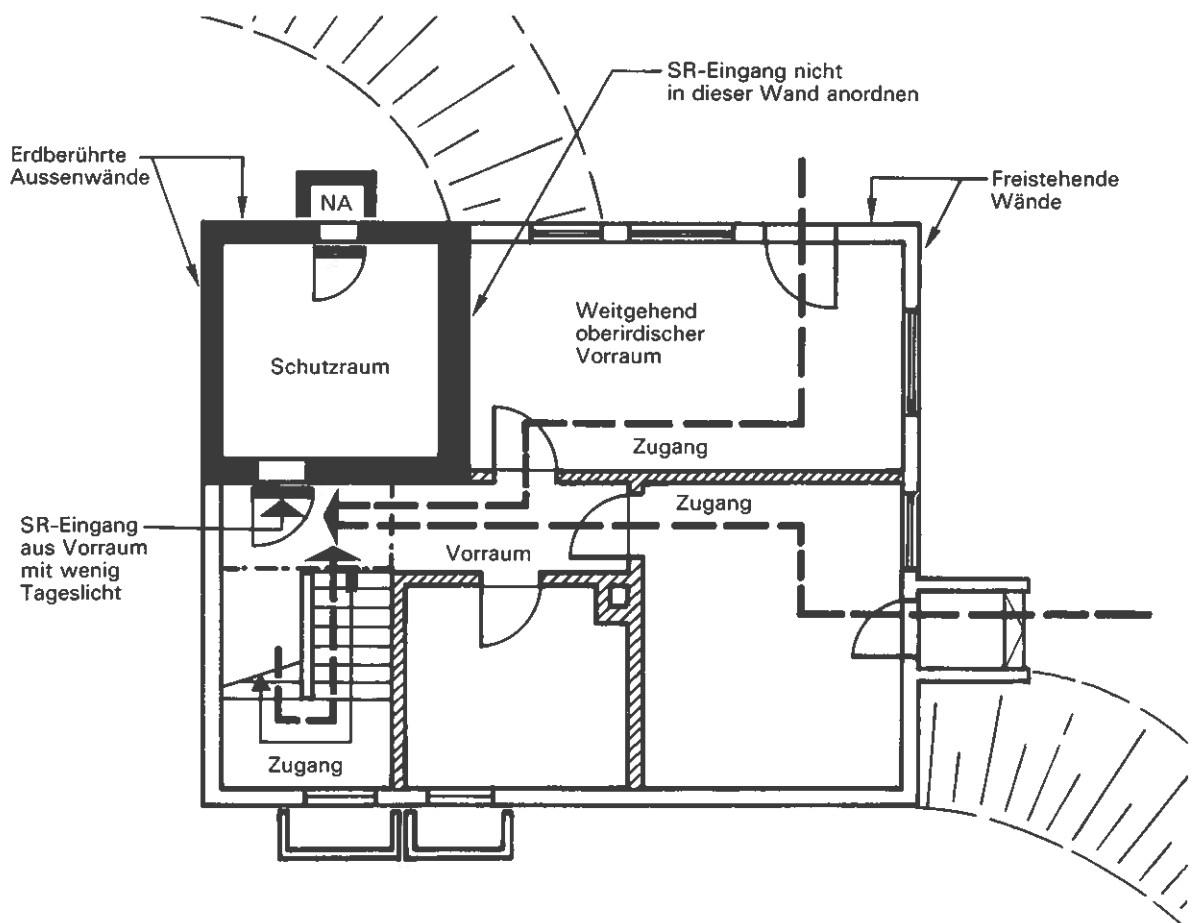 SR-Eingang nicht
in dieser Wand anordnen
Erdberührte
Aussenwände
NA
Freistehende
Wände
Weitgehend
oberirdischer
Vorraum
Schutzraum
Zugang
Zugang
SR-Eingang
aus Vorraum
mit wenig
Tageslicht
Vorraum
Zugang